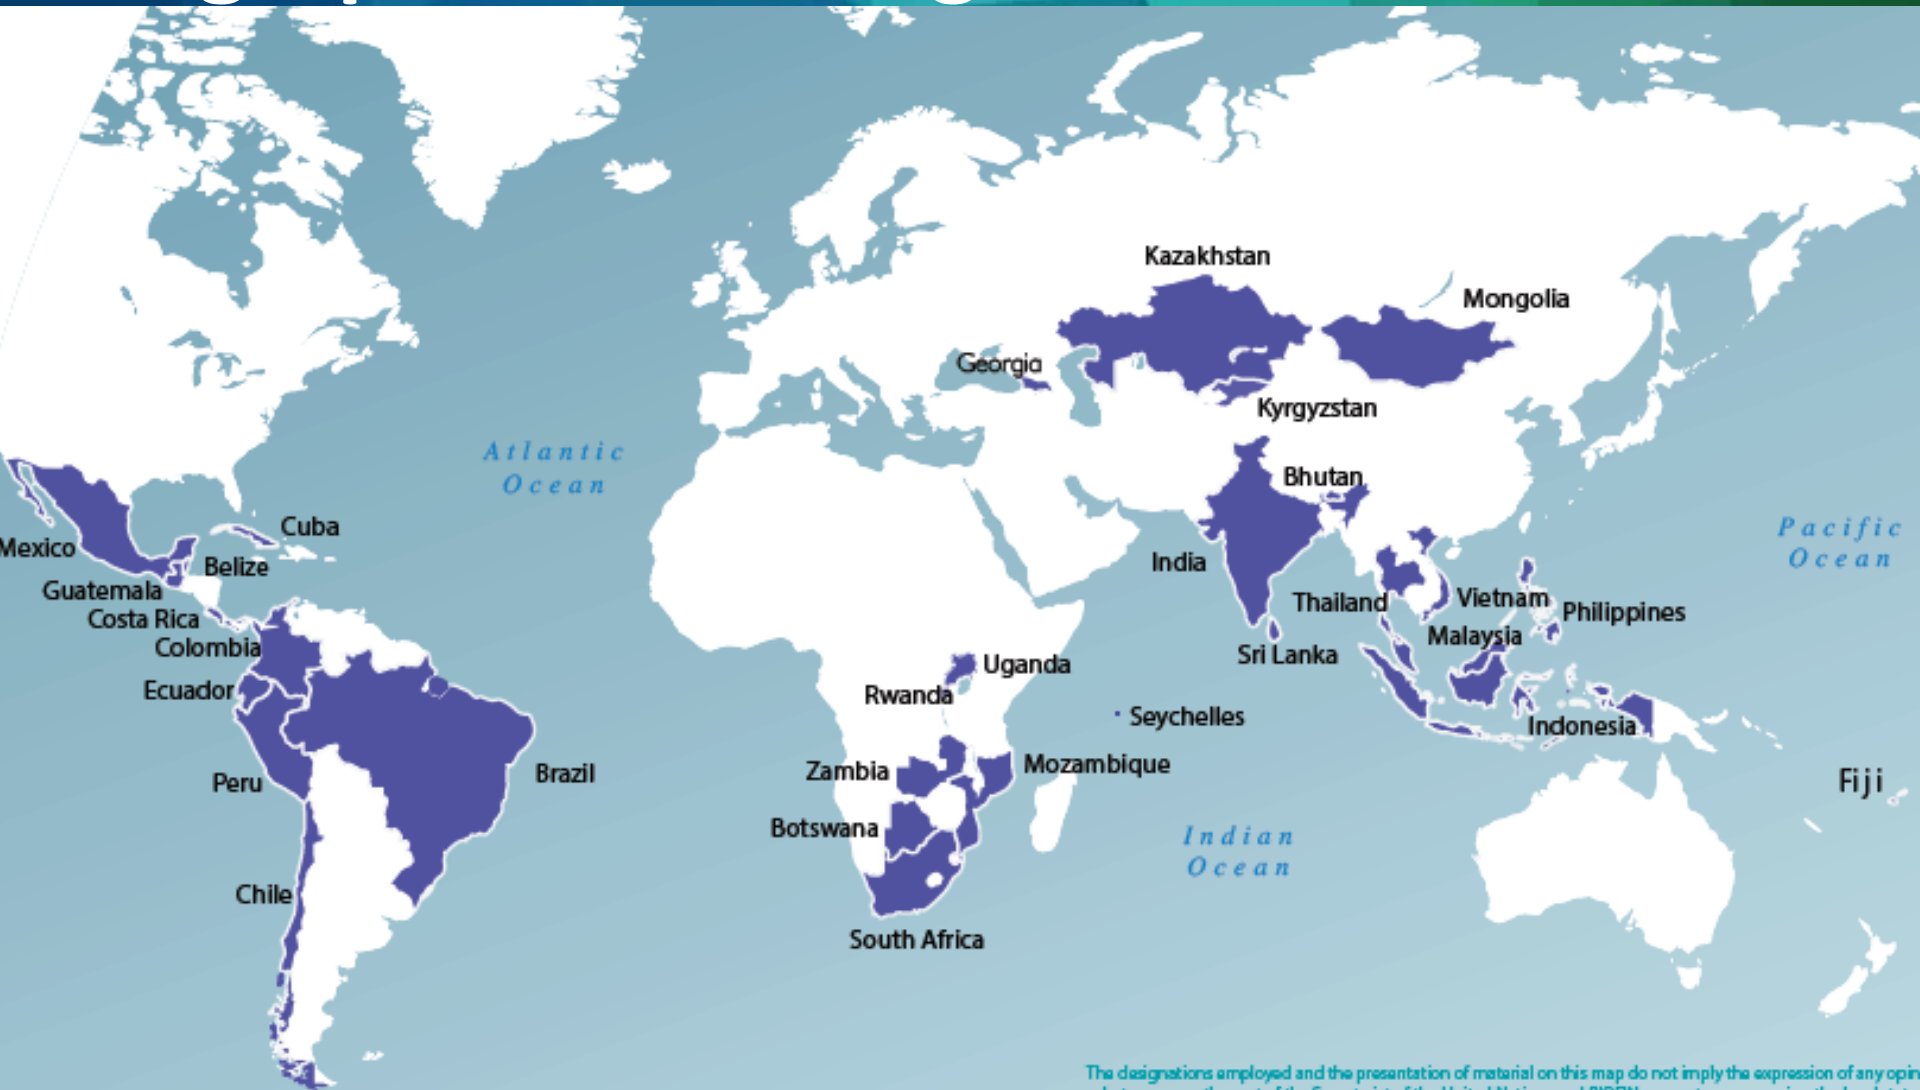 Kazakhstan
Mongolia
Georgia
Kyrgyzstan
Atlantic
Ocean
Bhutan
Cuba
Pacific
Ocean
Mexico
Belize
India
Guatemala
Thailand
Vietnam
Philippines
Costa Rica
Malaysia
Colombia
Sri Lanka
Uganda
Ecuador
Rwanda
Seychelles
Indonesia
Zambia
Mozambique
Brazil
Peru
Fiji
Botswana
Indian
Ocean
Chile
South Africa
The designations employed and the presentation of material on this map do not imply the expression of any